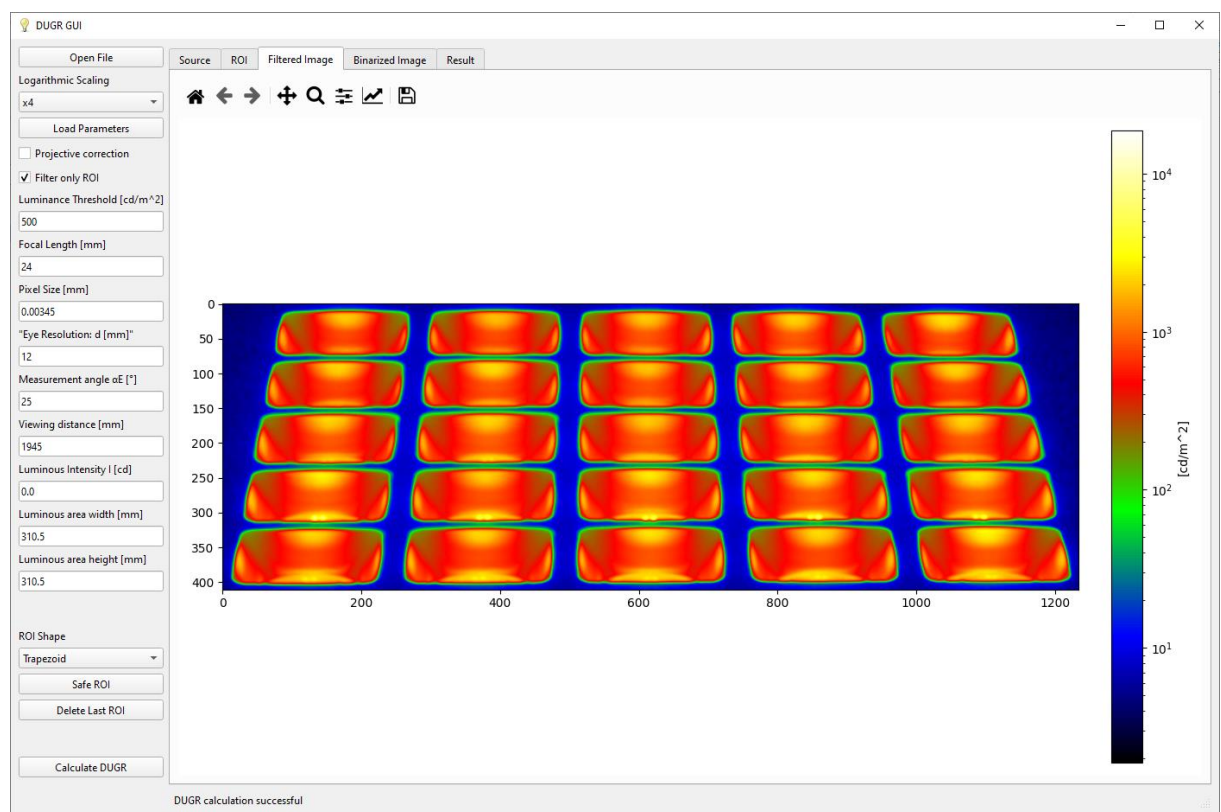 DUGR GUI
Open File
Logarithmic Scaling
x4
Load Parameters
Projective correction
Filter only ROI
Luminance Threshold [cd/m^2]
500
Focal Length [mm]
24
Pixel Size [mm]
0.00345
"Eye Resolution: d [mm]"
12
Measurement angle αE [°]
25
Viewing distance [mm]
1945
Luminous Intensity I [cd]
0.0
Luminous area width [mm]
310.5
Luminous area height [mm]
310.5
ROI Shape
Trapezoid
Safe ROI
Delete Last ROI
Calculate DUGR
Source ROI Filtered Image Binarized Image Result
0
50
100
150
200
250
300
350
400
0 200 400 600 800 1000 1200
10^4
10^3
10^2
10^1
[cd/m^2]
DUGR calculation successful